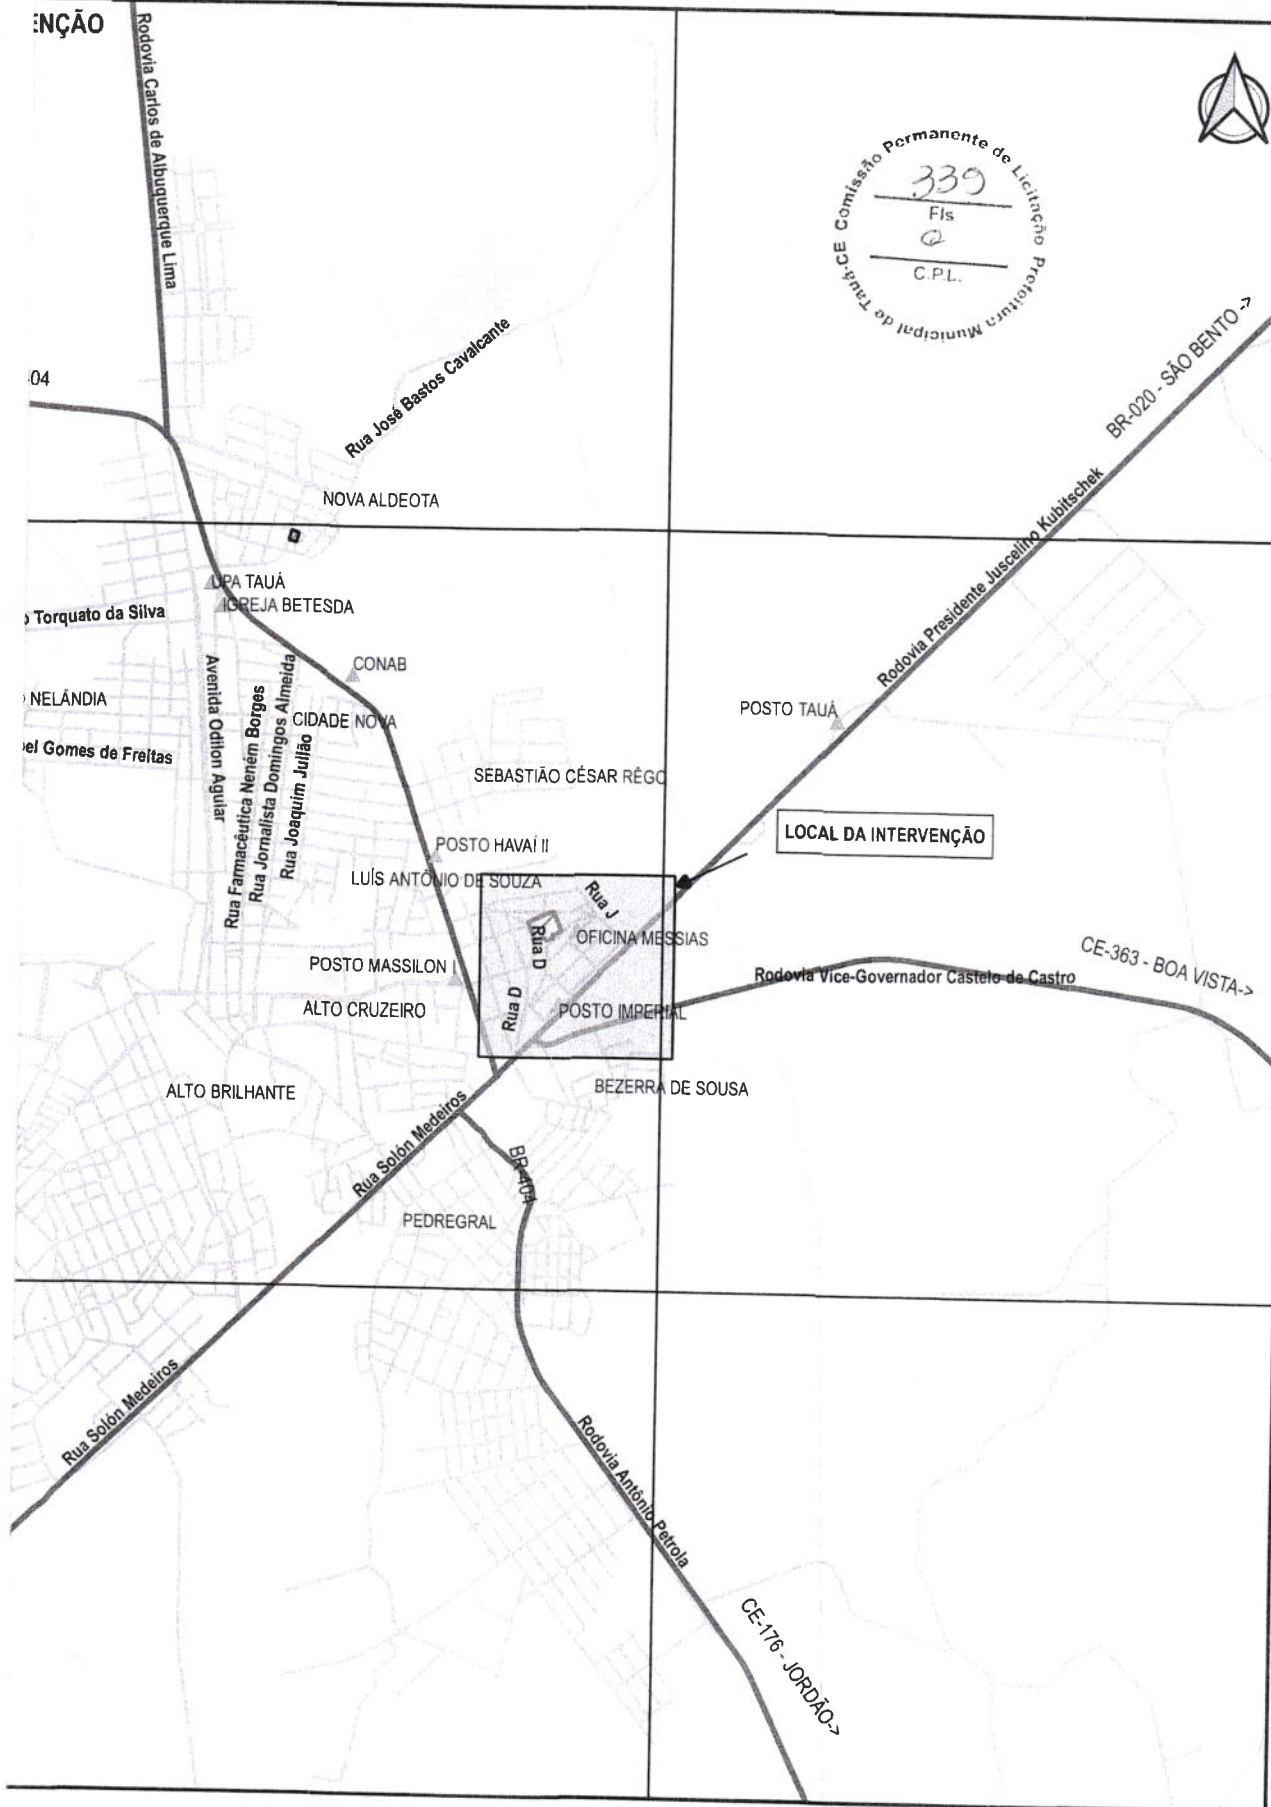 ENÇÃO
Rodovia Carlos de Albuquerque Lima
Comissão Permanente de Licitação Prefeitura Municipal de Tauá-CE
339
Fls
C.P.L.
BR-020 - SÃO BENTO ->
Rua José Bastos Cavalcante
404
NOVA ALDEOTA
Rodovia Presidente Juscelino Kubitschek
UPA TAUÁ
IGREJA BETESDA
Torquato da Silva
CONAB
NELÂNDIA
CIDADE NOVA
POSTO TAUÁ
el Gomes de Freitas
Avenida Odilon Aguiar
Rua Farmacêutica Neném Borges
Rua Jornalista Domingos Almeida
Rua Joaquim Julião
SEBASTIÃO CÉSAR RÊGO
LOCAL DA INTERVENÇÃO
POSTO HAVAÍ II
LUÍS ANTÔNIO DE SOUZA
Rua J
Rua D
OFICINA MESSIAS
POSTO MASSILON I
CE-363 - BOA VISTA->
Rodovia Vice-Governador Castelo de Castro
ALTO CRUZEIRO
Rua D
POSTO IMPERIAL
ALTO BRILHANTE
BEZERRA DE SOUSA
Rua Solón Medeiros
BR-404
PEDREGRAL
Rua Solón Medeiros
Rodovia Antônio Petrola
CE-176 - JORDÃO->